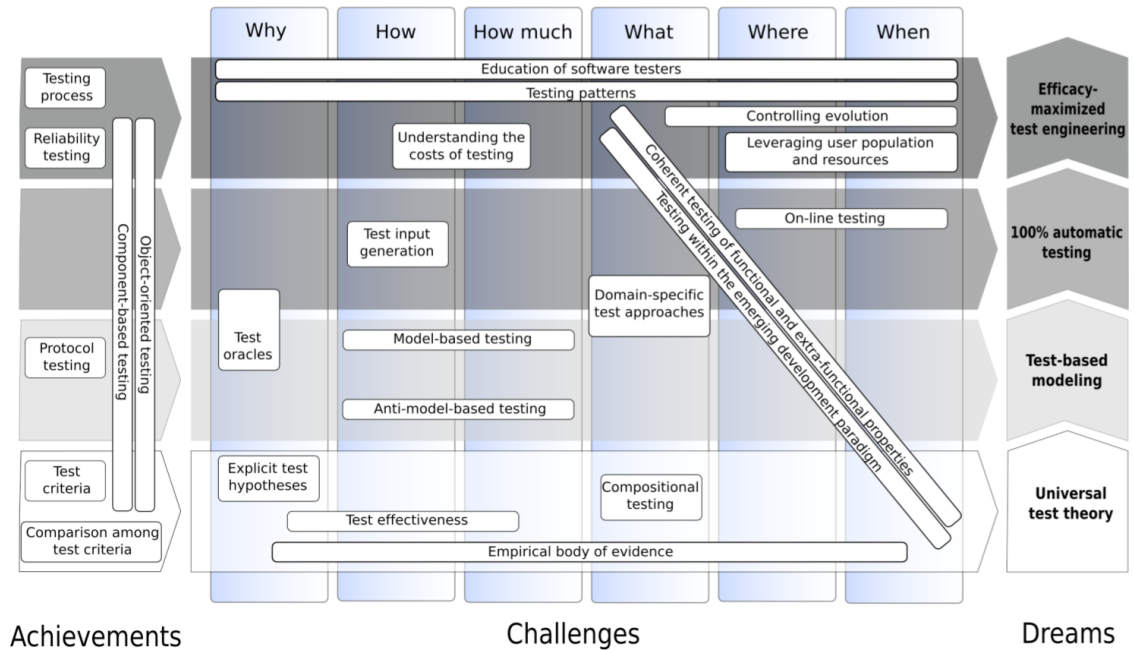 Why
How
How much
What
Where
When
Testing
process
Reliability
testing
Component-based testing
Object-oriented testing
Protocol
testing
Test
criteria
Comparison among
test criteria
Education of software testers
Testing patterns
Controlling evolution
Understanding the
costs of testing
Leveraging user population
and resources
Coherent testing of functional and extra-functional properties
Testing within the emerging development paradigm
On-line testing
Test input
generation
Domain-specific
test approaches
Test
oracles
Model-based testing
Anti-model-based testing
Explicit test
hypotheses
Compositional
testing
Test effectiveness
Empirical body of evidence
Efficacy-
maximized
test engineering
100% automatic
testing
Test-based
modeling
Universal
test theory
Achievements
Challenges
Dreams